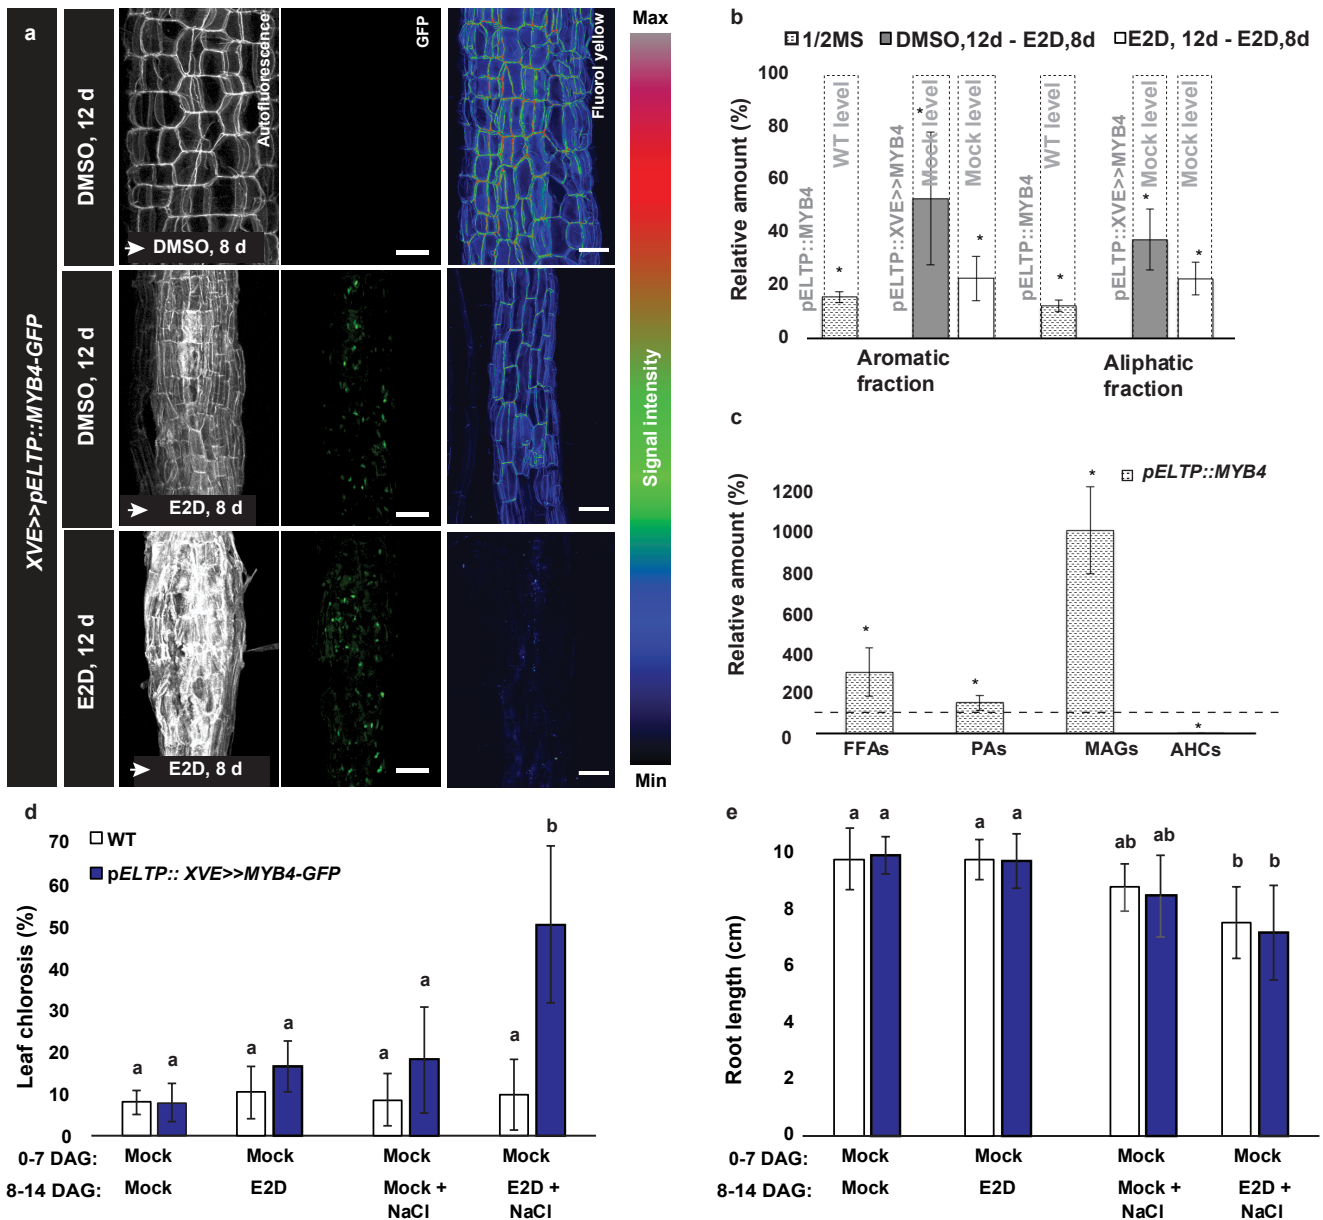 a
XVE>>pELTP::MYB4-GFP
DMSO, 12 d
DMSO, 12 d
E2D, 12 d
Autofluorescence
GFP
Fluorol yellow
DMSO, 8 d
E2D, 8 d
E2D, 8 d
Max
Signal intensity
Min
b
1/2MS DMSO,12d - E2D,8d E2D, 12d - E2D,8d
Relative amount (%)
100
80
60
40
20
0
pELTP::MYB4
WT level
pELTP::XVE>>MYB4
Mock level
Mock level
pELTP::MYB4
WT level
pELTP::XVE>>MYB4
Mock level
Mock level
* * * * * *
Aromatic
fraction
Aliphatic
fraction
c
pELTP::MYB4
Relative amount (%)
1200
1000
800
600
400
200
0
* * * *
FFAs PAs MAGs AHCs
d
WT
pELTP:: XVE>>MYB4-GFP
Leaf chlorosis (%)
70
60
50
40
30
20
10
0
a a a a a a a b
0-7 DAG: Mock Mock Mock Mock
8-14 DAG: Mock E2D Mock + E2D +
NaCl NaCl
e
Root length (cm)
10
8
6
4
2
0
a a a a ab ab b b
0-7 DAG: Mock Mock Mock Mock
8-14 DAG: Mock E2D Mock + E2D +
NaCl NaCl